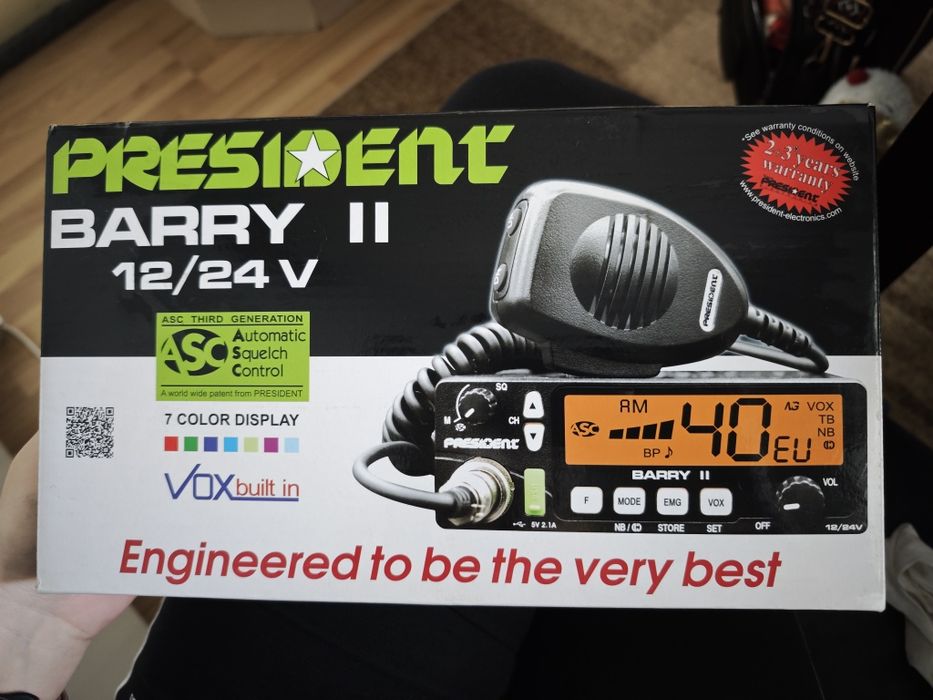 PRESIDENT
BARRY II
12/24 V
*See warranty conditions on website
2-3 years
warranty
PRESIDENT
www.president-electronics.com
ASC THIRD GENERATION
ASC Automatic
Squelch
Control
A world wide patent from PRESIDENT
7 COLOR DISPLAY
VOX built in
PRESIDENT
SQ
M
CH
PRESIDENT
5V 2.1A
ASC
AM
BP
40
EU
VOX
TB
NB
BARRY II
F
MODE
EMG
VOX
NB/
STORE
SET
OFF
VOL
12/24V
Engineered to be the very best